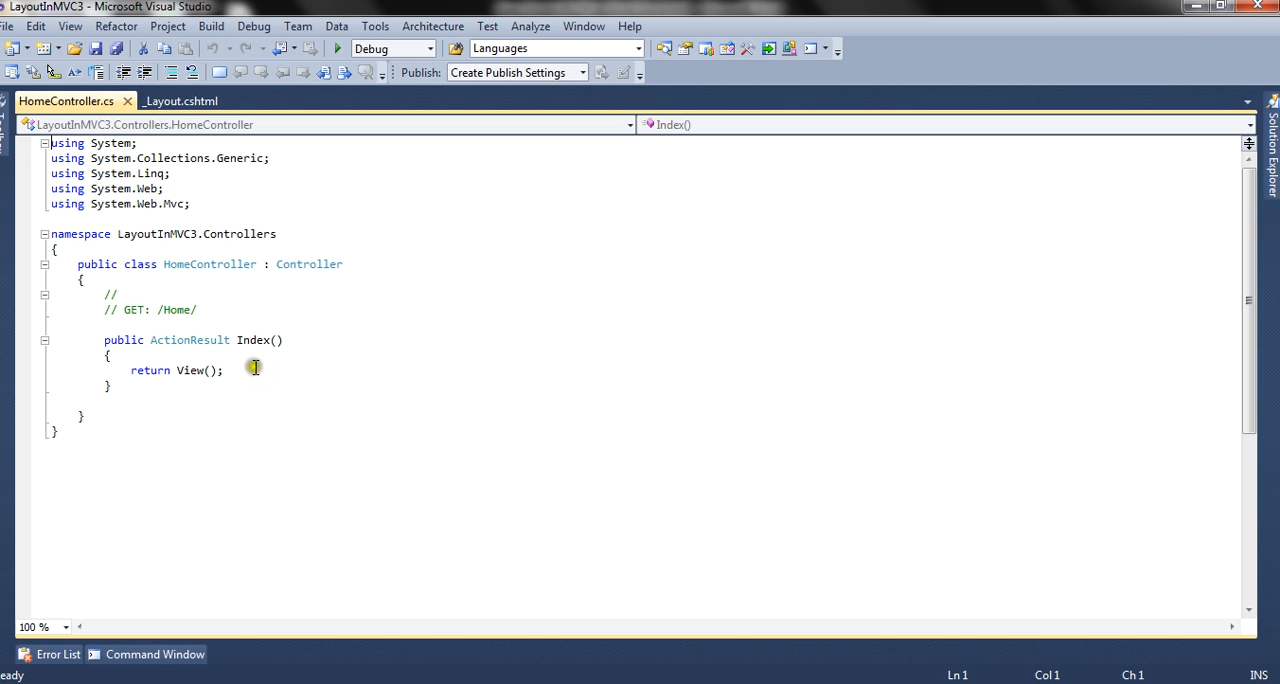 LayoutInMVC3 - Microsoft Visual Studio
ile Edit View Refactor Project Build Debug Team Data Tools Architecture Test Analyze Window Help
Debug Languages
Publish: Create Publish Settings
HomeController.cs _Layout.cshtml
LayoutInMVC3.Controllers.HomeController Index()
Solution Explorer
using System;
using System.Collections.Generic;
using System.Linq;
using System.Web;
using System.Web.Mvc;
namespace LayoutInMVC3.Controllers
{
public class HomeController : Controller
{
//
// GET: /Home/
public ActionResult Index()
{
return View();
}
}
}
100 %
Error List Command Window
eady Ln 1 Col 1 Ch 1 INS